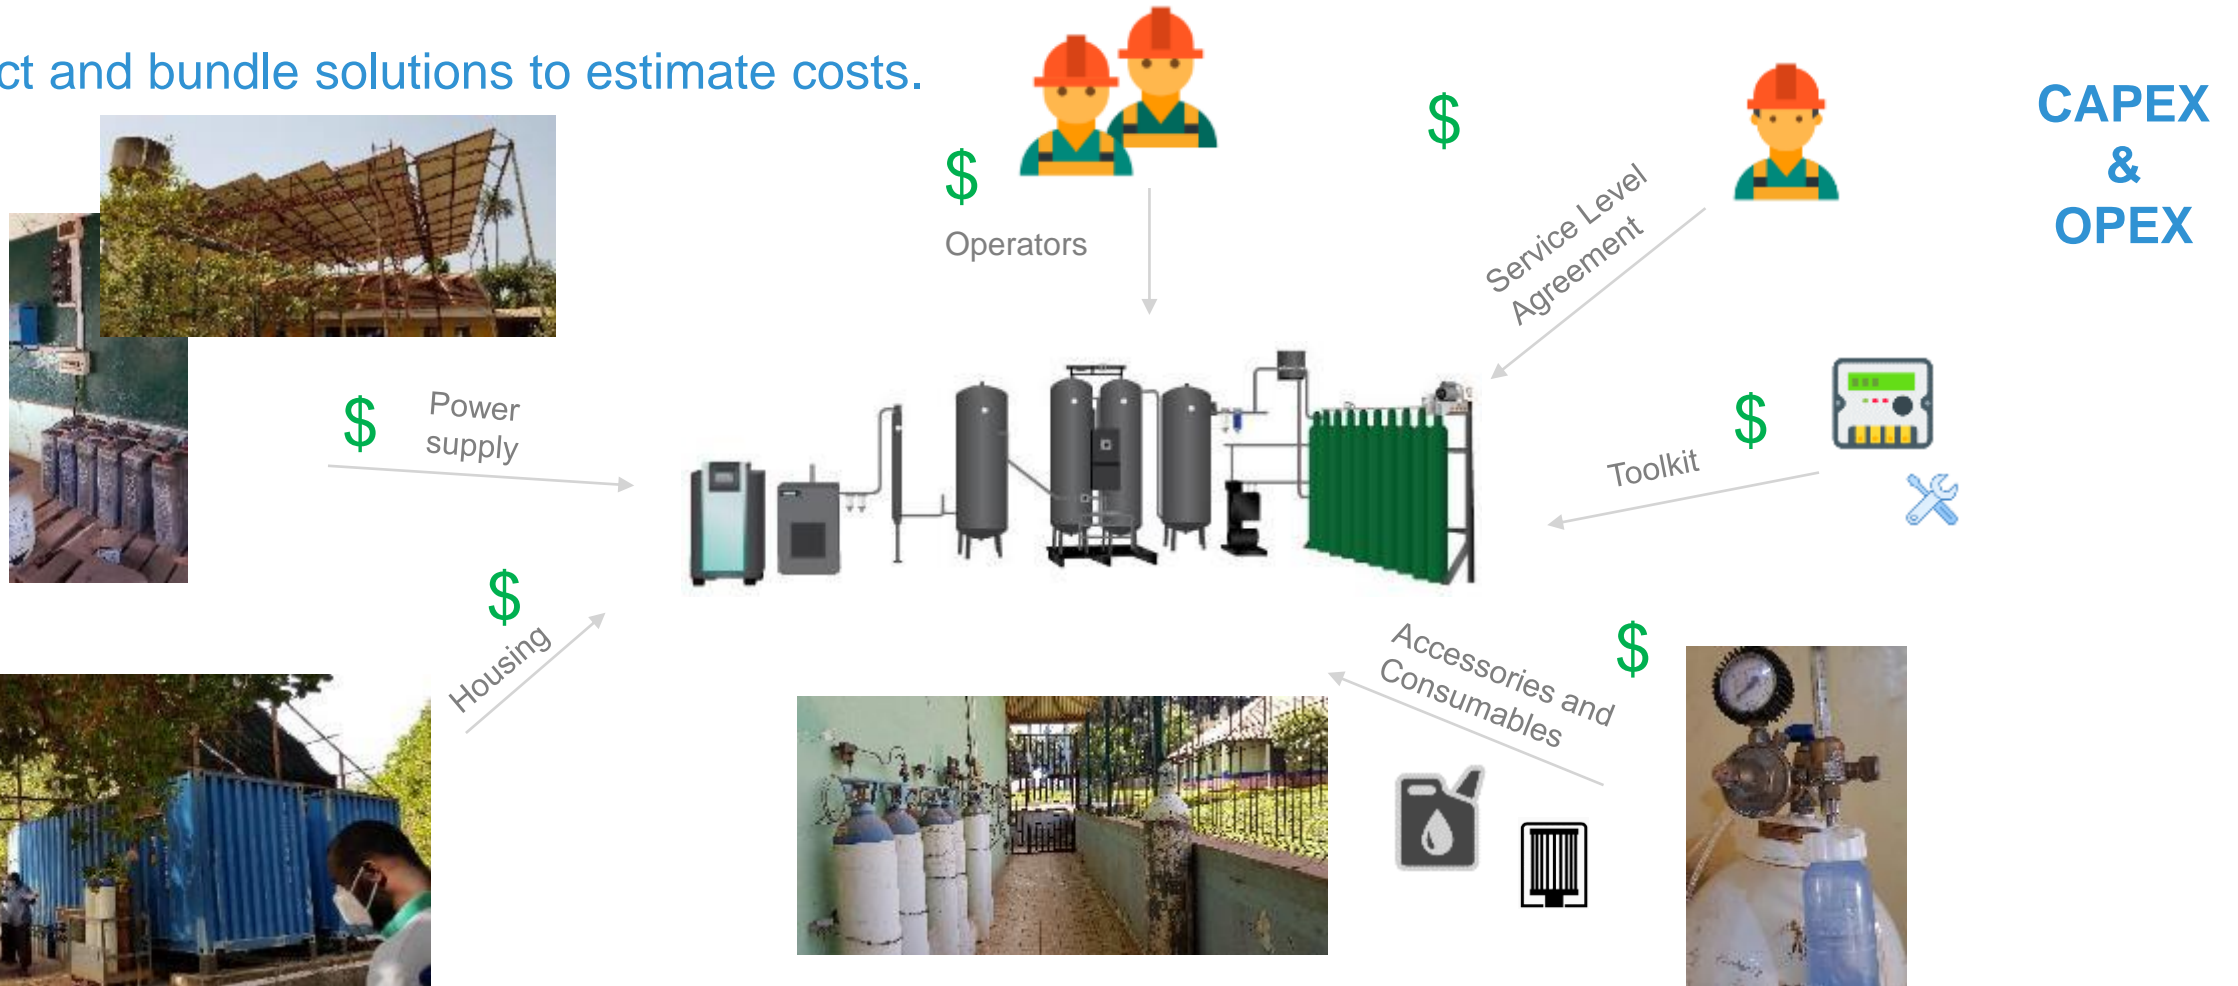 ct and bundle solutions to estimate costs.
CAPEX
&
OPEX
$
$
Operators
Service Level
Agreement
$
Power
supply
$
Toolkit
$
Housing
$
Accessories and
Consumables